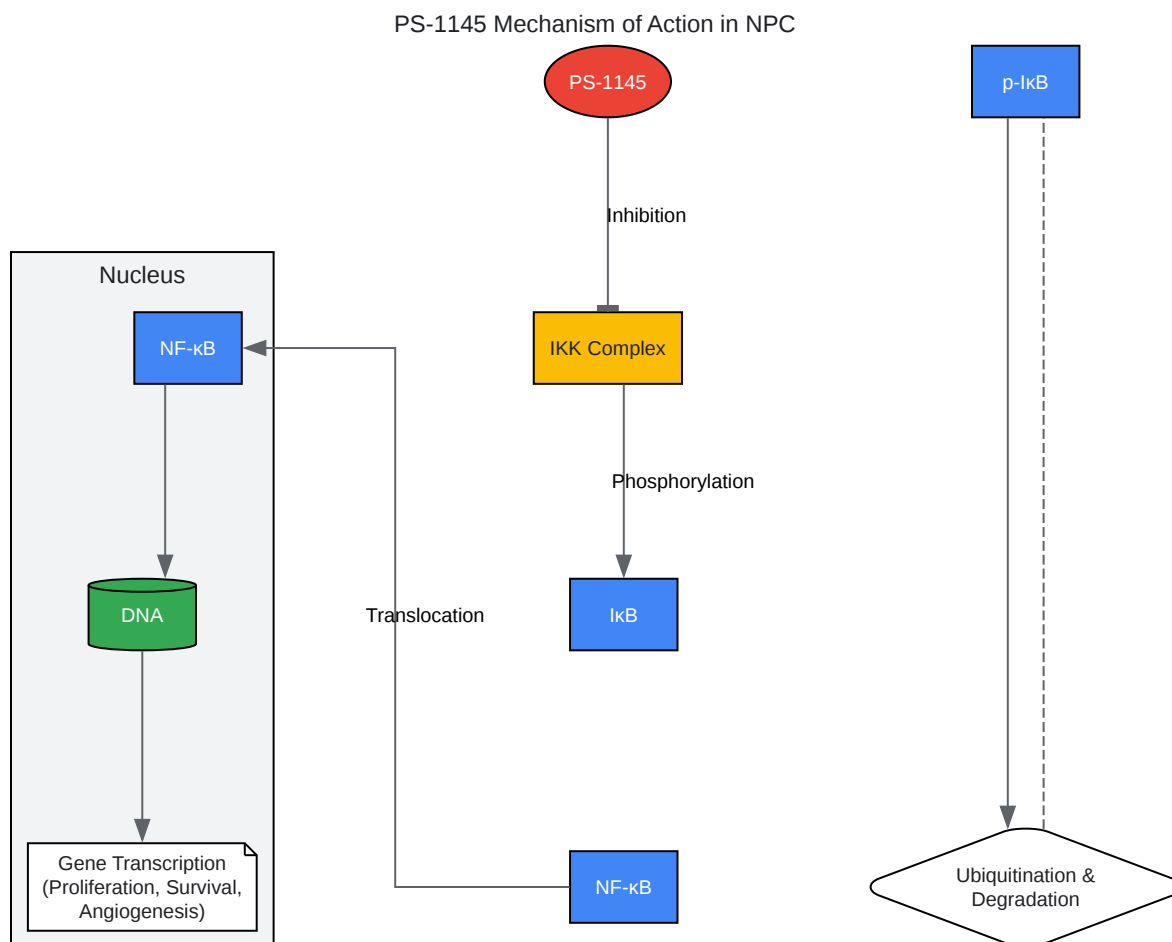 PS-1145 Mechanism of Action in NPC
PS-1145
p-IκB
Inhibition
Nucleus
NF-κB
IKK Complex
Phosphorylation
DNA
Translocation
IκB
Gene Transcription
(Proliferation, Survival,
Angiogenesis)
NF-κB
Ubiquitination &
Degradation